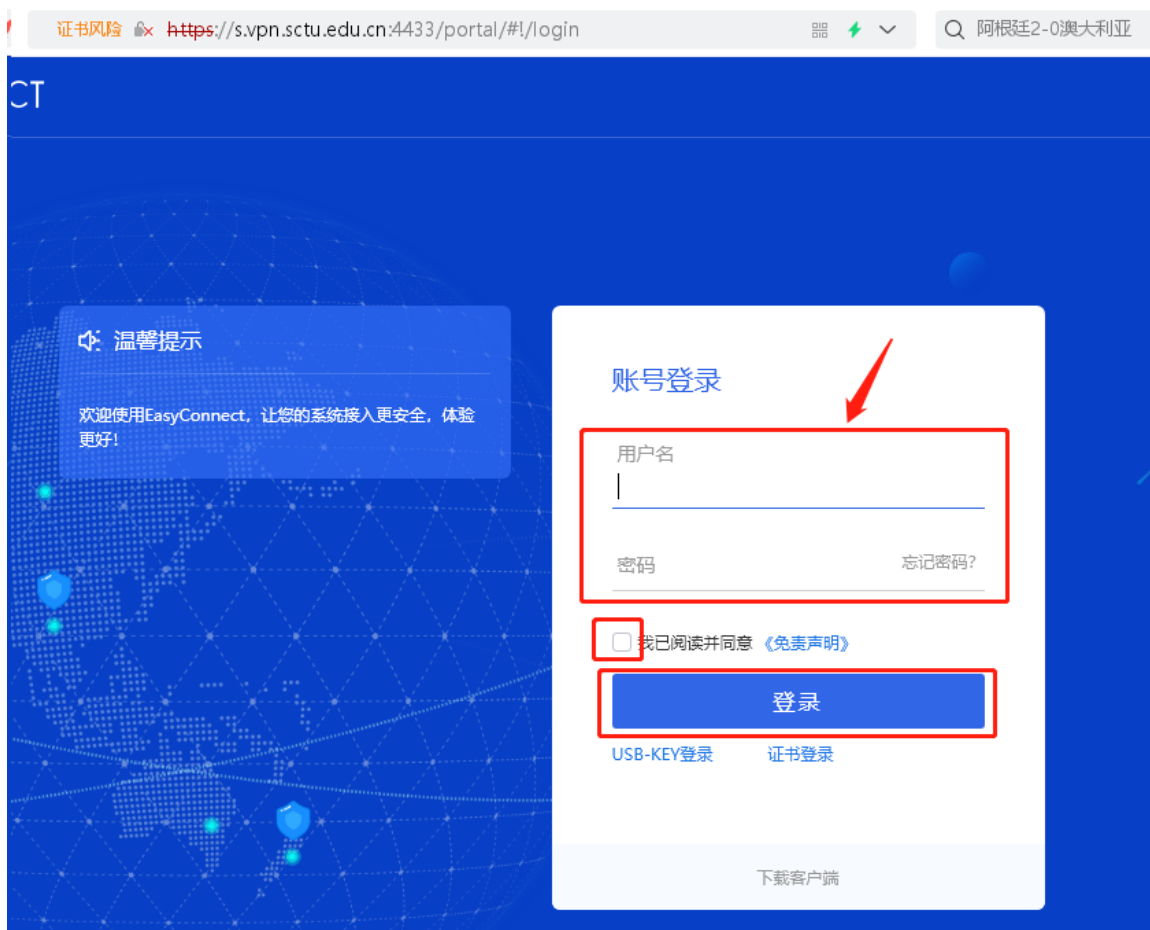 证书风险 https://s.vpn.sctu.edu.cn:4433/portal/#!/login 阿根廷2-0澳大利亚
CT
温馨提示
欢迎使用EasyConnect，让您的系统接入更安全，体验
更好！
账号登录
用户名
密码 忘记密码?
我已阅读并同意 《免责声明》
登录
USB-KEY登录 证书登录
下载客户端